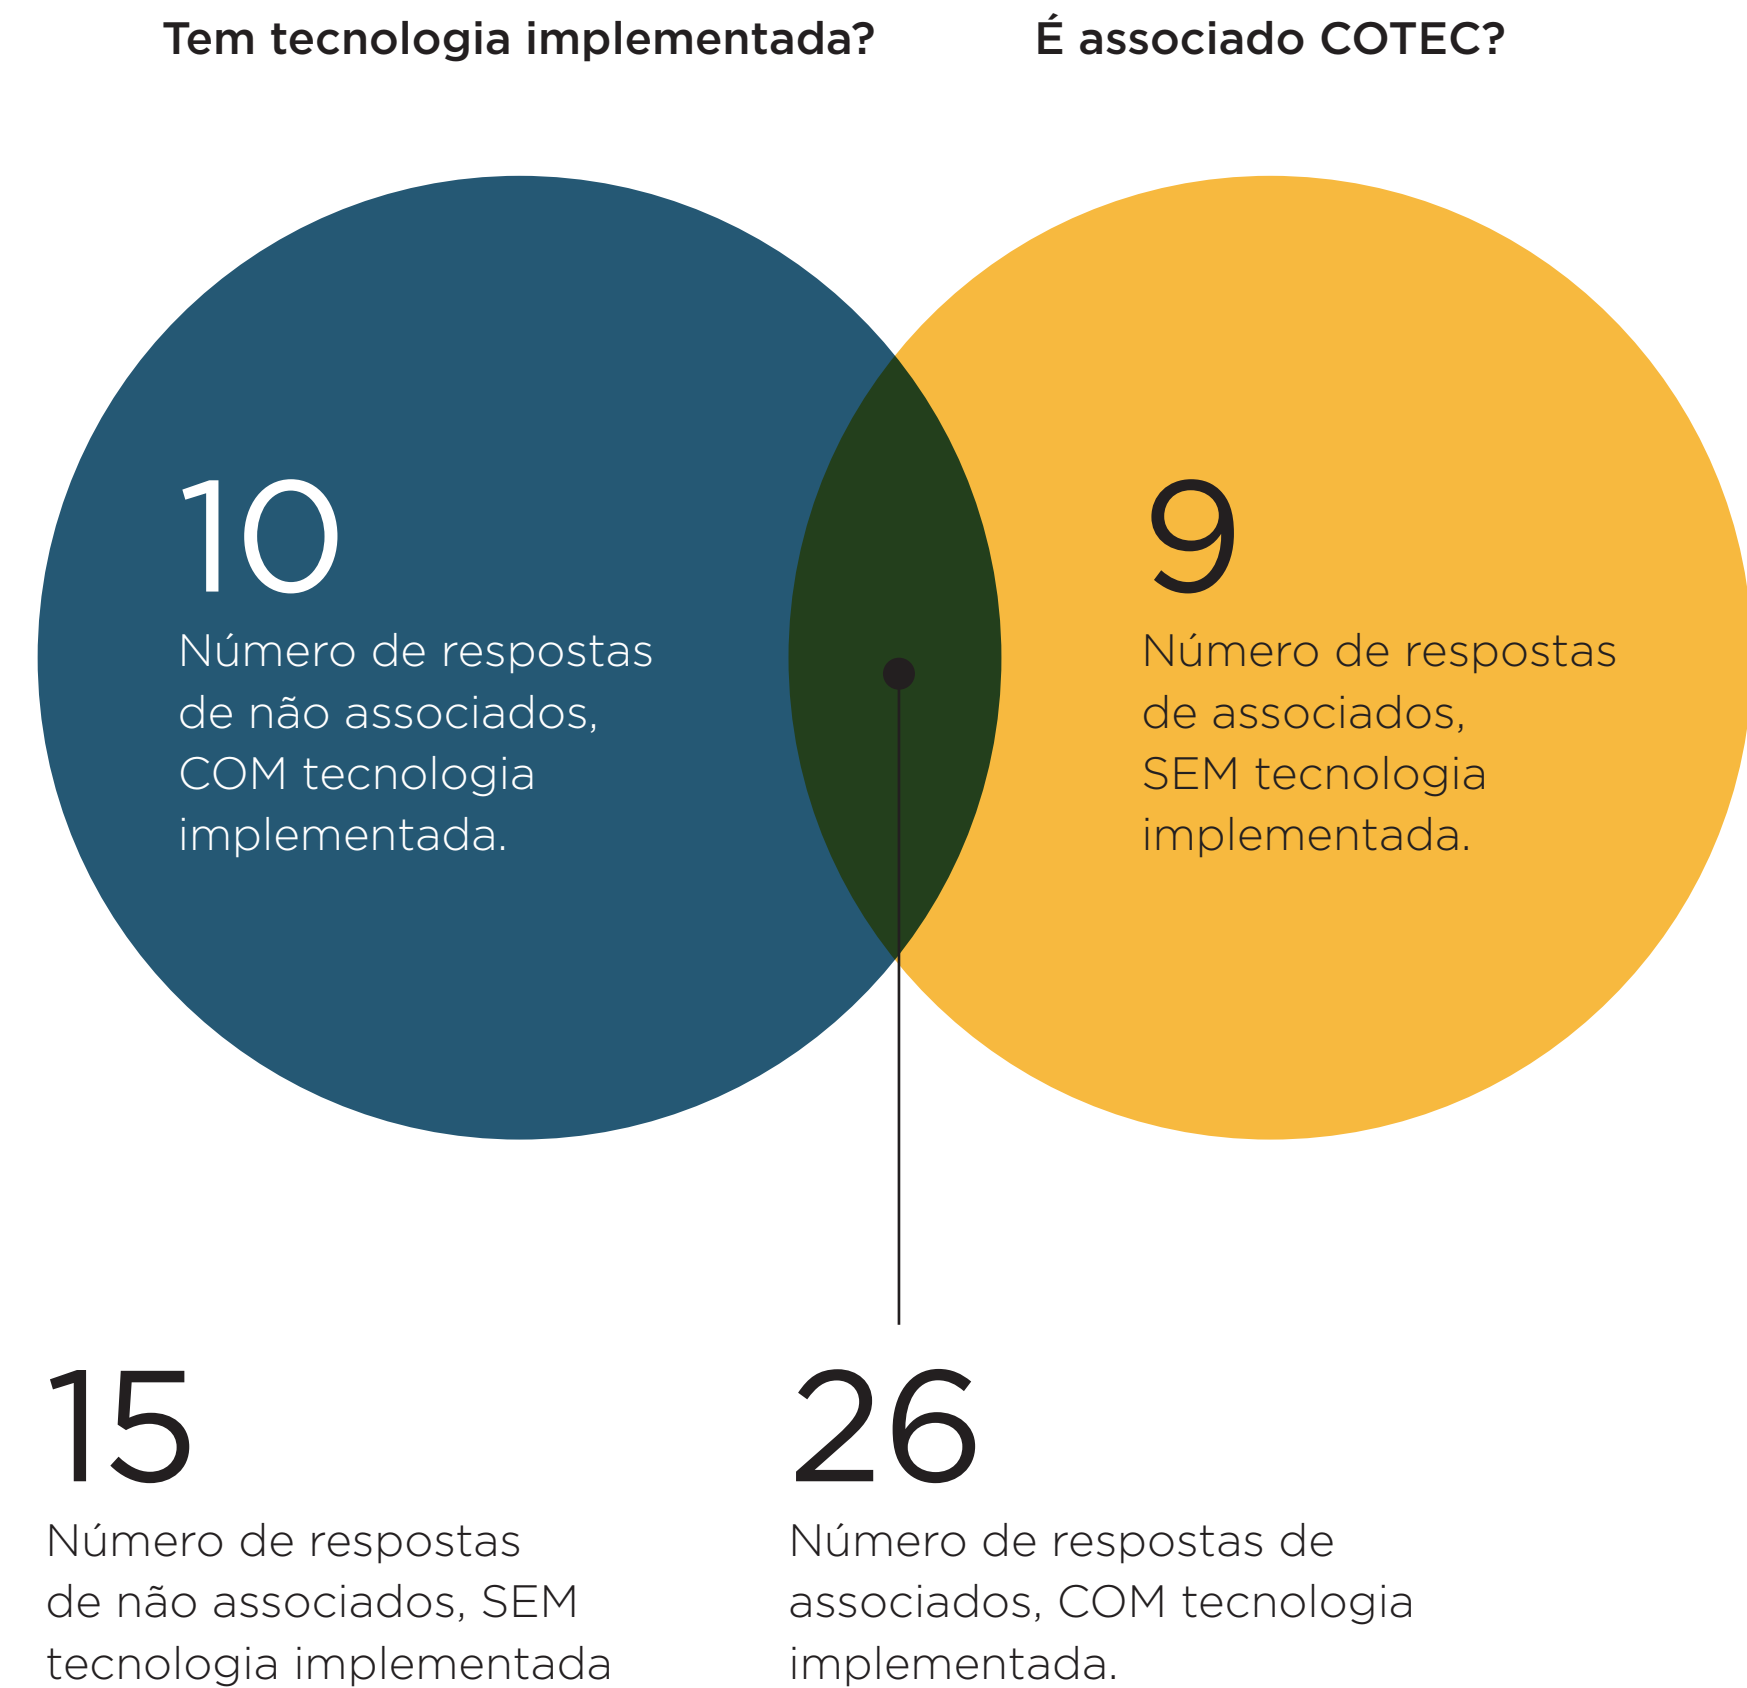 Tem tecnologia implementada?
É associado COTEC?
10
Número de respostas
de não associados,
COM tecnologia
implementada.
9
Número de respostas
de associados,
SEM tecnologia
implementada.
15
Número de respostas
de não associados, SEM
tecnologia implementada
26
Número de respostas de
associados, COM tecnologia
implementada.